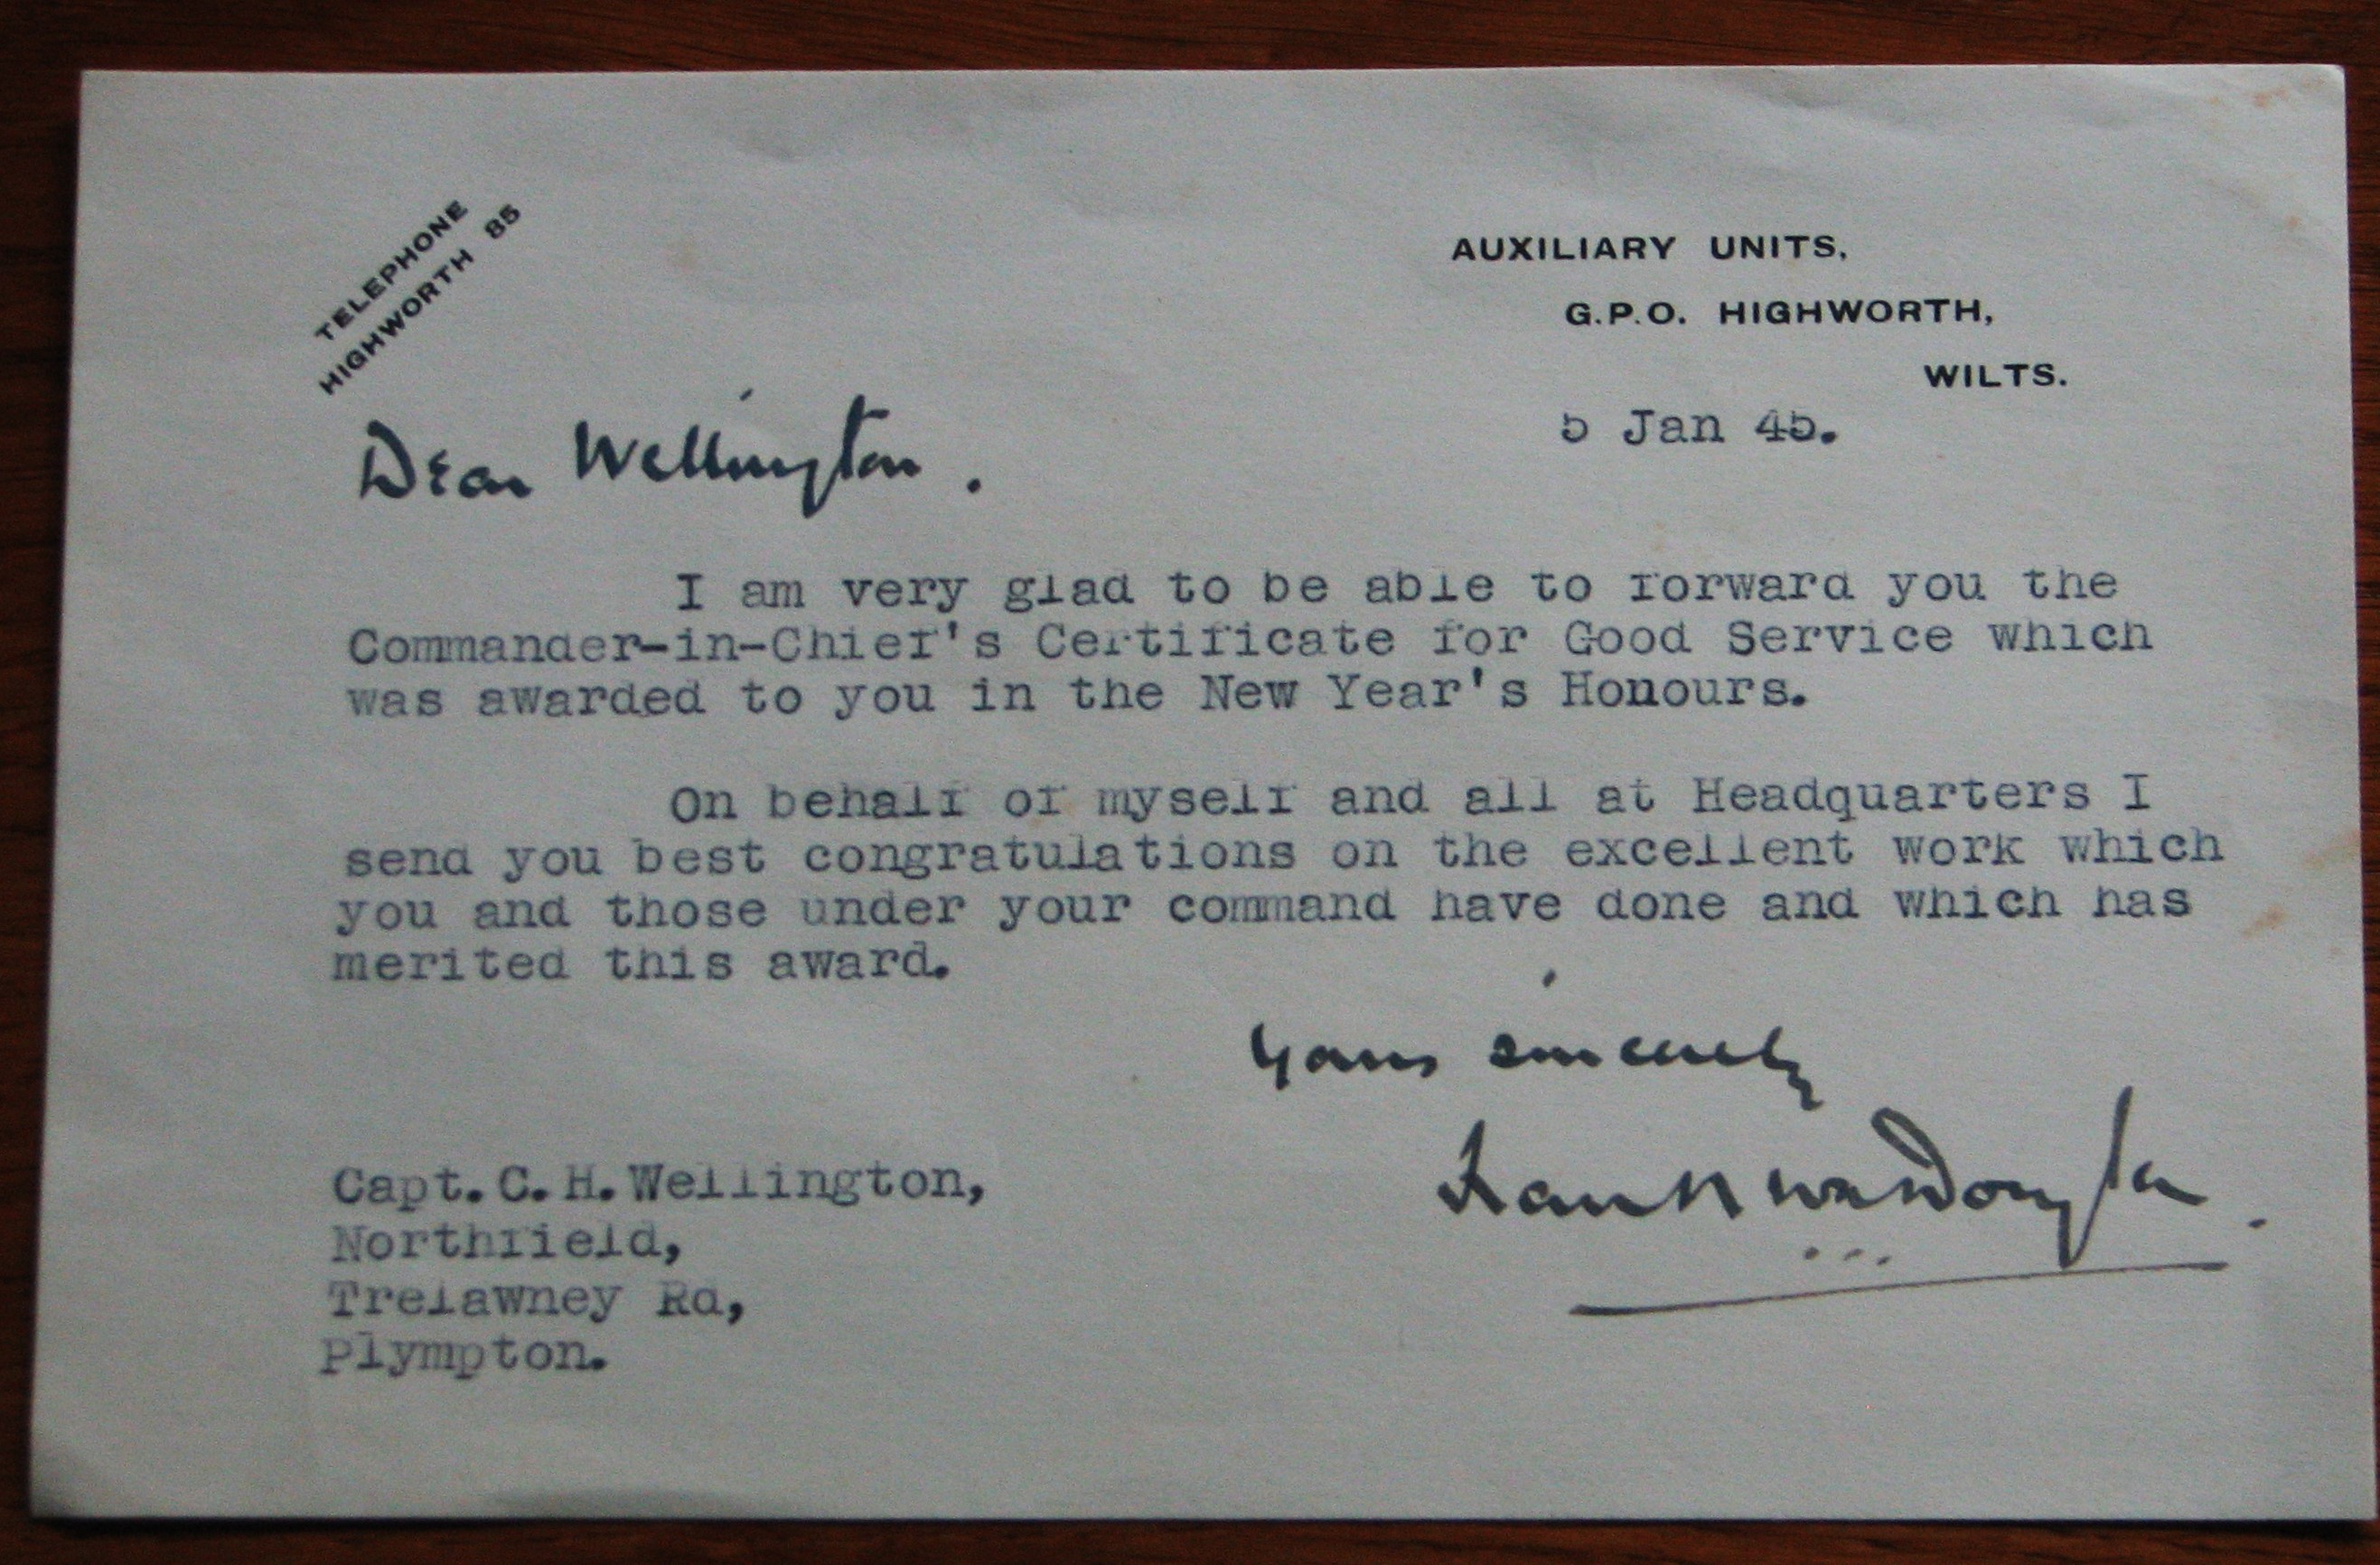 TELEPHONE
HIGHWORTH 85
AUXILIARY UNITS,
G.P.O. HIGHWORTH,
WILTS.
5 Jan 45.
Dear Wellington.
I am very glad to be able to forward you the
Commander-in-Chief's Certificate for Good Service which
was awarded to you in the New Year's Honours.
On behalf of myself and all at Headquarters I
send you best congratulations on the excellent work which
you and those under your command have done and which has
merited this award.
Yours sincerely
Frank W R Douglas.
Capt. C. H. Wellington,
Northfield,
Trelawney Rd,
Plympton.